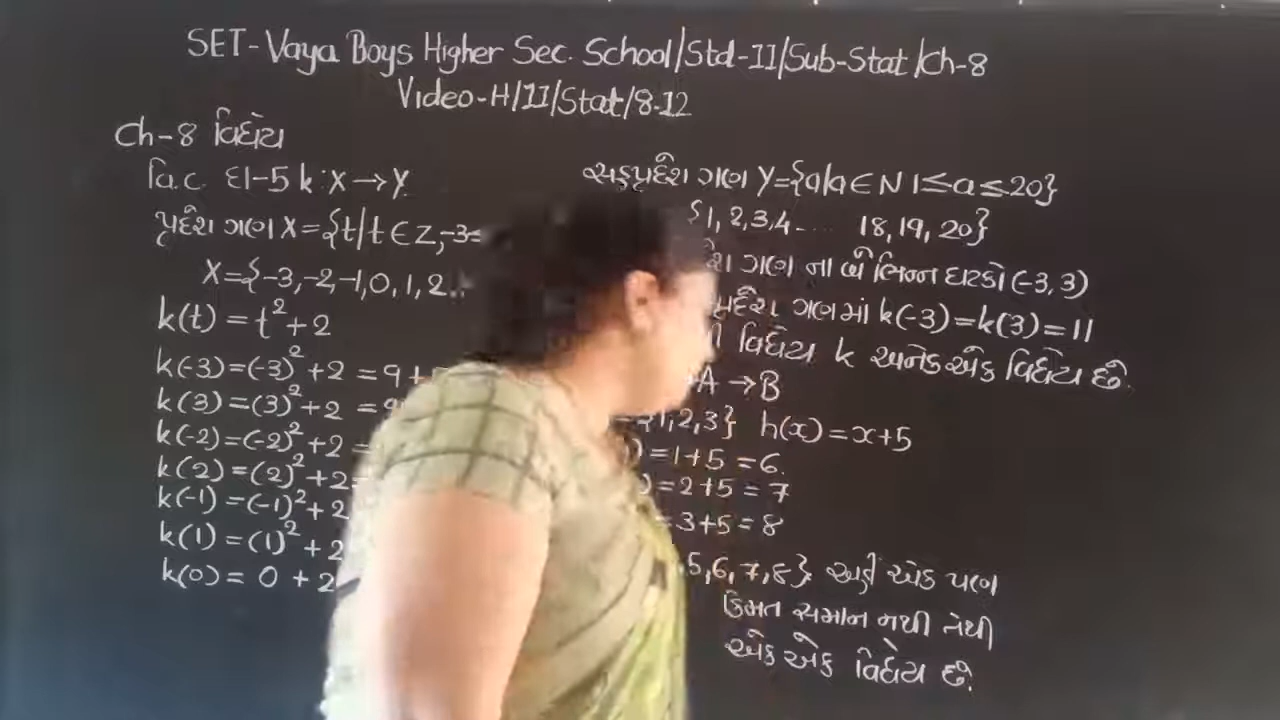 SET-Vaya Boys Higher Sec. School/Std-11/Sub-Stat/Ch-8
Video-H/11/Stat/8.12
Ch-8 વિધેય
વિ.C દા-5 k:X→Y
પ્રદેશ ગણ X={t/t∈Z,-3≤
X={-3,-2,-1,0,1,2..
k(t)=t²+2
k(-3)=(-3)²+2=9+
k(3)=(3)²+2=9
k(-2)=(-2)²+2=
k(2)=(2)²+2=
k(-1)=(-1)²+2
k(1)=(1)²+2
k(0)=0+2
સહપ્રદેશ ગણ Y={a/a∈N 1≤a≤20}
{1,2,3,4.... 18,19,20}
ગણ ના બે ભિન્ન ઘટકો (-3,3)
ગણમાં k(-3)=k(3)=11
વિધેય k અનેકએક વિધેય છે.
A→B
1,2,3} h(x)=x+5
)=1+5=6.
)=2+5=7
=3+5=8
,5,6,7,8} અહીં એક પણ
કિંમત સમાન નથી તેથી
એકએક વિધેય છે.